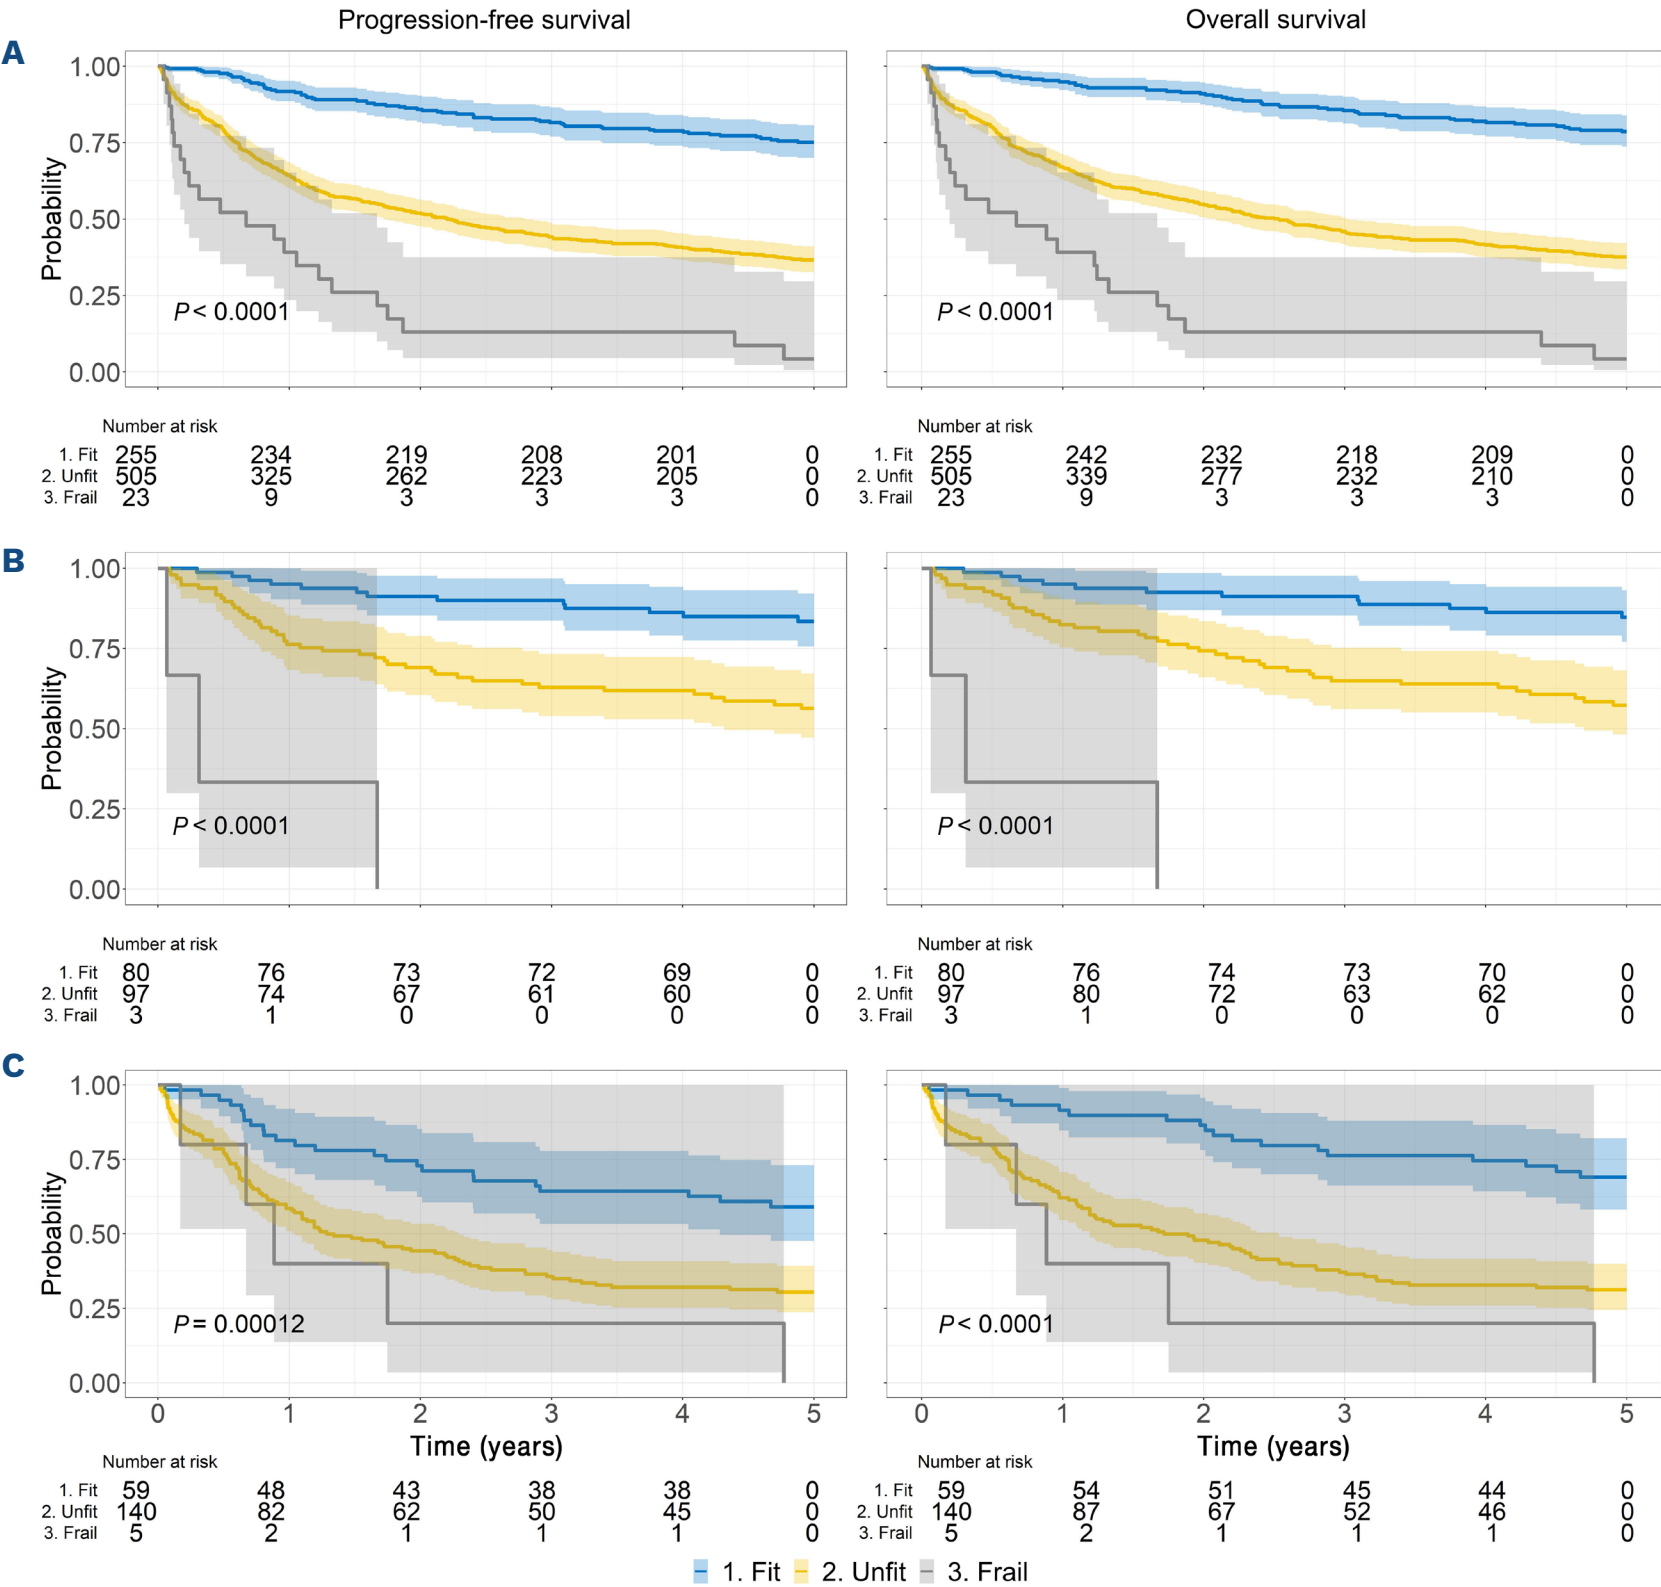 Progression-free survival
Overall survival
A
Probability
1.00
0.75
0.50
0.25
0.00
P < 0.0001
P < 0.0001
Number at risk
1. Fit 255 234 219 208 201 0
2. Unfit 505 325 262 223 205 0
3. Frail 23 9 3 3 3 0
Number at risk
1. Fit 255 242 232 218 209 0
2. Unfit 505 339 277 232 210 0
3. Frail 23 9 3 3 3 0
B
Probability
1.00
0.75
0.50
0.25
0.00
P < 0.0001
P < 0.0001
Number at risk
1. Fit 80 76 73 72 69 0
2. Unfit 97 74 67 61 60 0
3. Frail 3 1 0 0 0 0
Number at risk
1. Fit 80 76 74 73 70 0
2. Unfit 97 80 72 63 62 0
3. Frail 3 1 0 0 0 0
C
Probability
1.00
0.75
0.50
0.25
0.00
P = 0.00012
P < 0.0001
0 1 2 3 4 5
Time (years)
0 1 2 3 4 5
Time (years)
Number at risk
1. Fit 59 48 43 38 38 0
2. Unfit 140 82 62 50 45 0
3. Frail 5 2 1 1 1 0
Number at risk
1. Fit 59 54 51 45 44 0
2. Unfit 140 87 67 52 46 0
3. Frail 5 2 1 1 1 0
1. Fit 2. Unfit 3. Frail